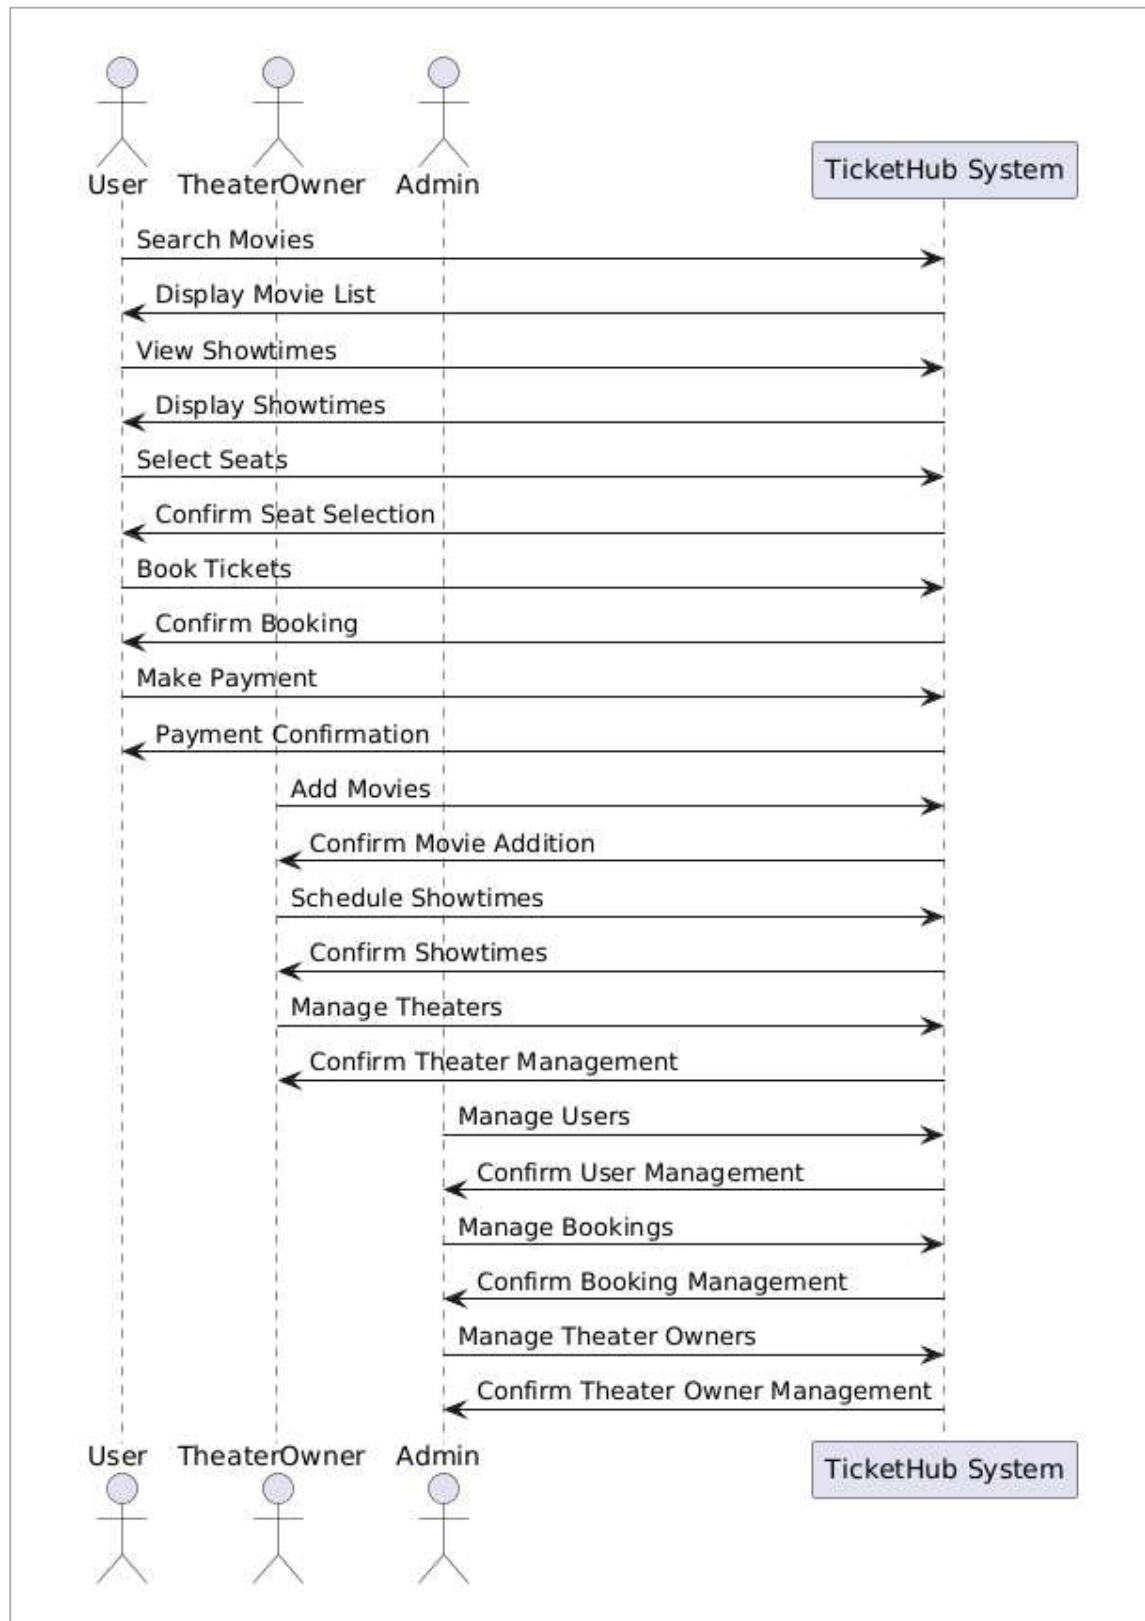 User TheaterOwner Admin TicketHub System
Search Movies
Display Movie List
View Showtimes
Display Showtimes
Select Seats
Confirm Seat Selection
Book Tickets
Confirm Booking
Make Payment
Payment Confirmation
Add Movies
Confirm Movie Addition
Schedule Showtimes
Confirm Showtimes
Manage Theaters
Confirm Theater Management
Manage Users
Confirm User Management
Manage Bookings
Confirm Booking Management
Manage Theater Owners
Confirm Theater Owner Management
User TheaterOwner Admin TicketHub System